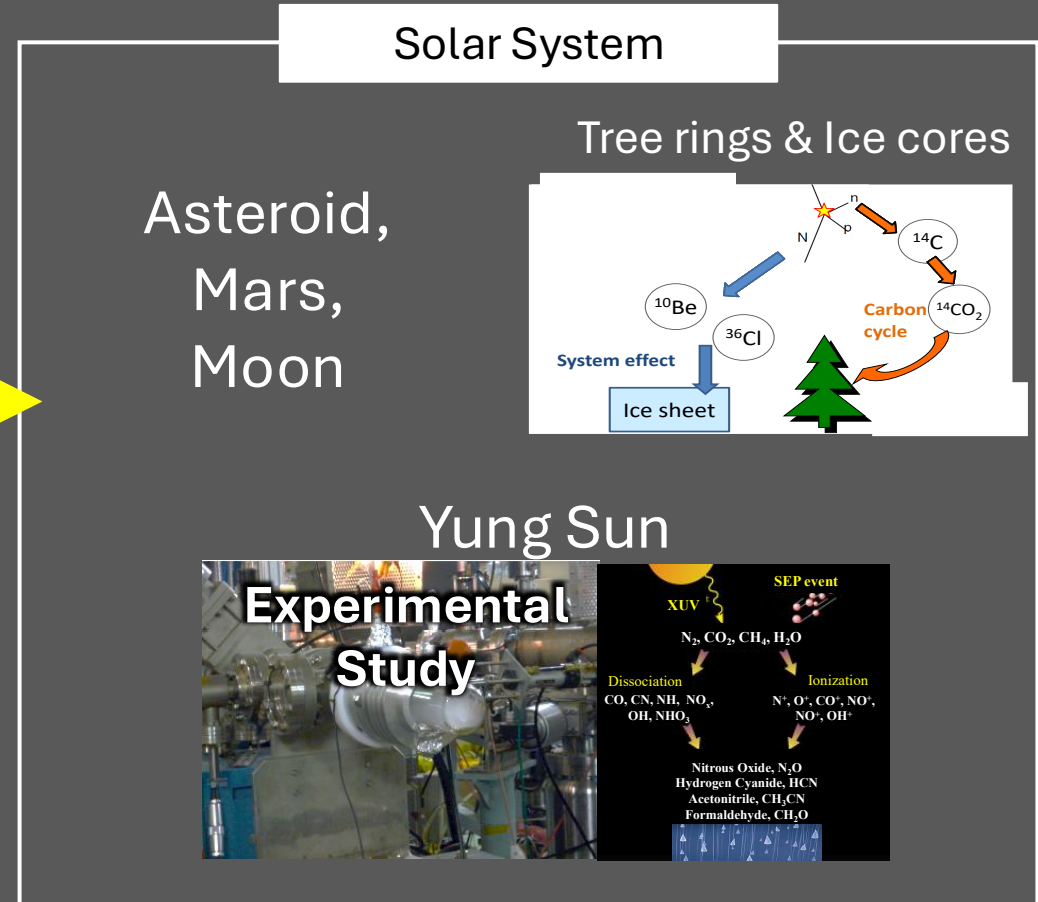 Solar System
Tree rings & Ice cores
Asteroid,
Mars,
Moon
n
N
p
¹⁴C
¹⁰Be
³⁶Cl
Carbon
cycle
¹⁴CO₂
System effect
Ice sheet
Yung Sun
Experimental
Study
SEP event
XUV
N₂, CO₂, CH₄, H₂O
Dissociation
CO, CN, NH, NOₓ,
OH, NHO₃
Ionization
N⁺, O⁺, CO⁺, NO⁺,
NO⁺, OH⁺
Nitrous Oxide, N₂O
Hydrogen Cyanide, HCN
Acetonitrile, CH₃CN
Formaldehyde, CH₂O